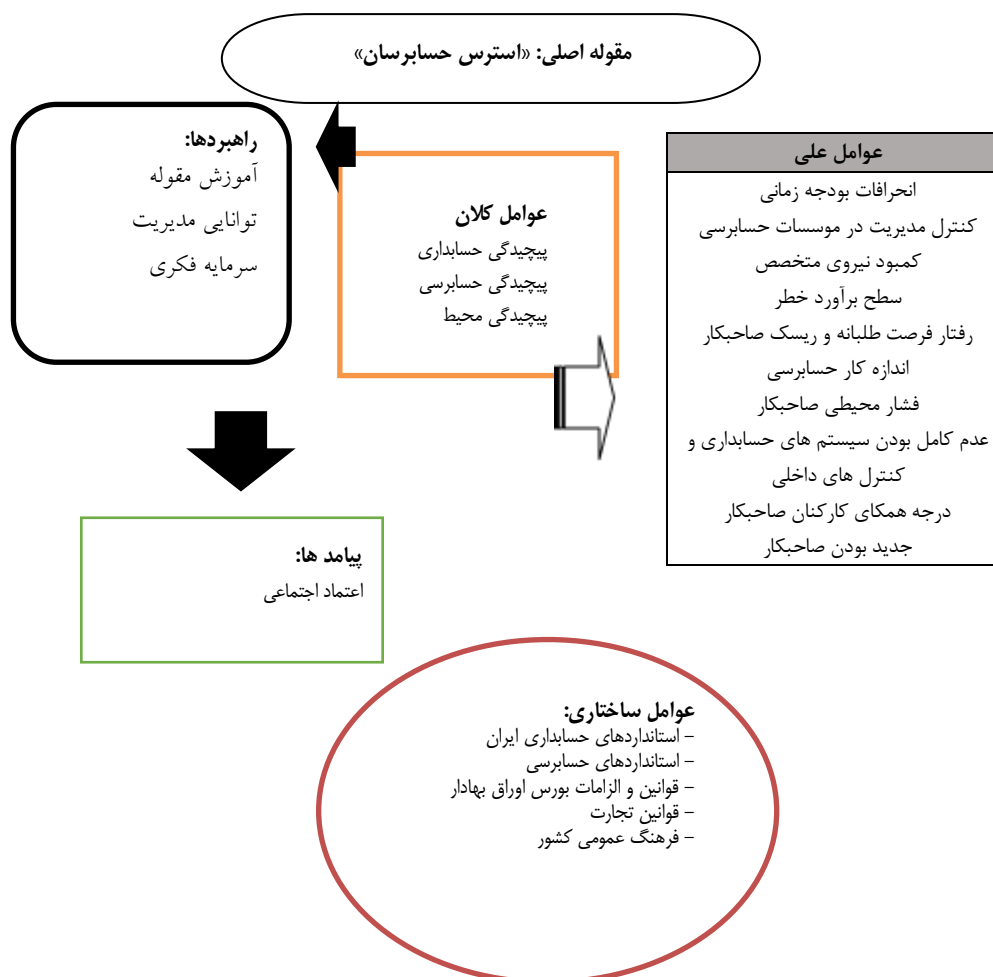 مقوله اصلی: «استرس حسابرسان»
عوامل علی
انحرافات بودجه زمانی
کنترل مدیریت در موسسات حسابرسی
کمبود نیروی متخصص
سطح برآورد خطر
رفتار فرصت طلبانه و ریسک صاحبکار
اندازه کار حسابرسی
فشار محیطی صاحبکار
عدم کامل بودن سیستم های حسابداری و
کنترل های داخلی
درجه همکای کارکنان صاحبکار
جدید بودن صاحبکار
عوامل کلان
پیچیدگی حسابداری
پیچیدگی حسابرسی
پیچیدگی محیط
راهبردها:
آموزش مقوله
توانایی مدیریت
سرمایه فکری
پیامد ها:
اعتماد اجتماعی
عوامل ساختاری:
- استانداردهای حسابداری ایران
- استانداردهای حسابرسی
- قوانین و الزامات بورس اوراق بهادار
- قوانین تجارت
- فرهنگ عمومی کشور